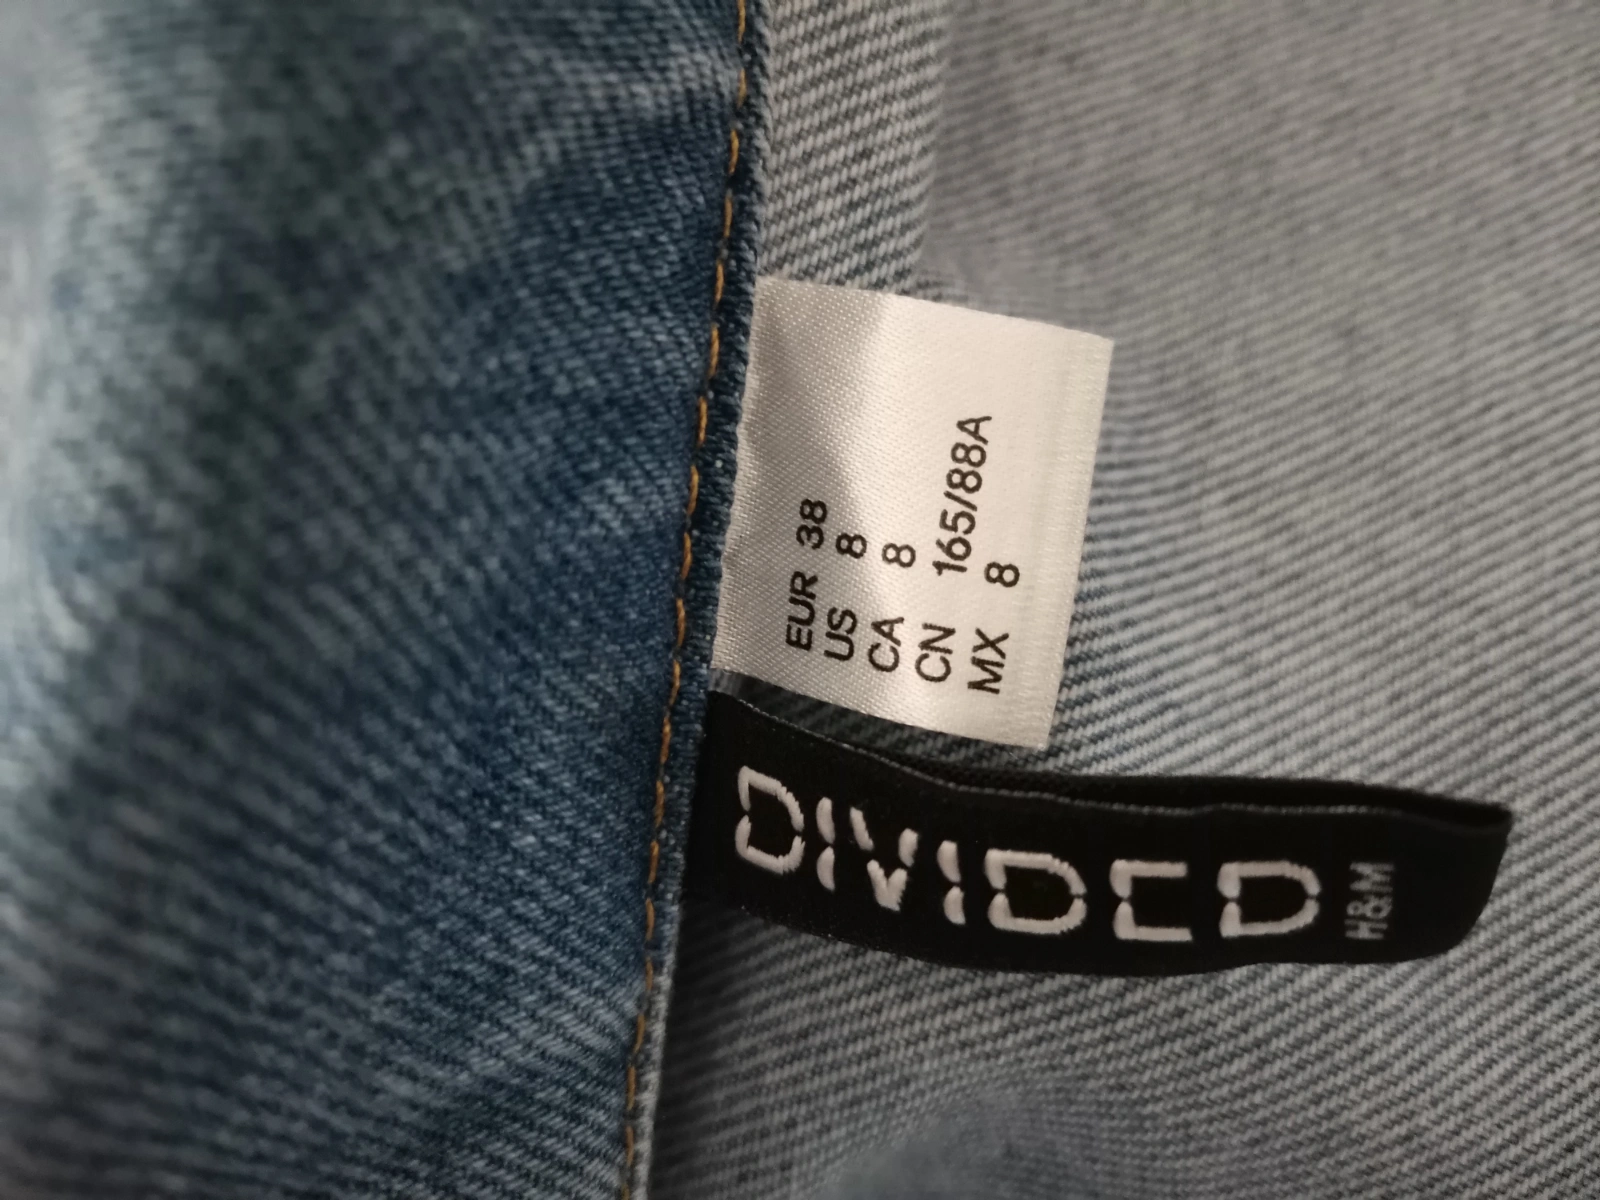 EUR 38
US 8
CA 8
CN 165/88A
MX 8
DIVIDED
H&M